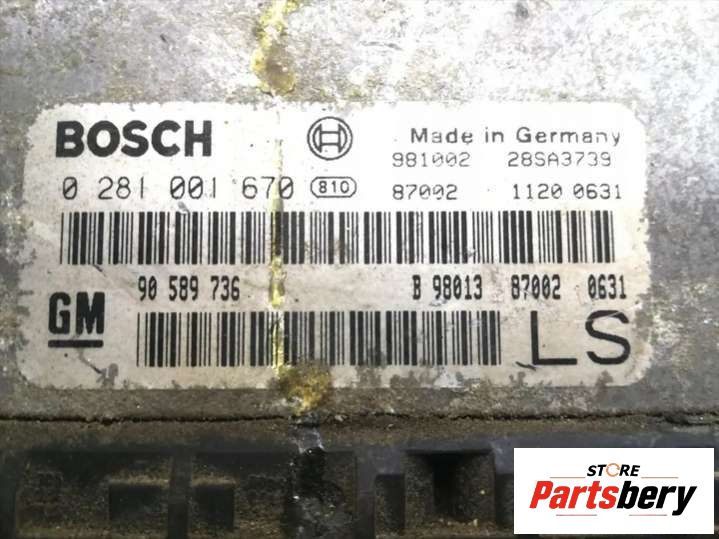 BOSCH Made in Germany
981002 28SA3739
0 281 001 670 810 87002 1120 0631
90 589 736 B 98013 87002 0631
GM LS
STORE
Partsbery